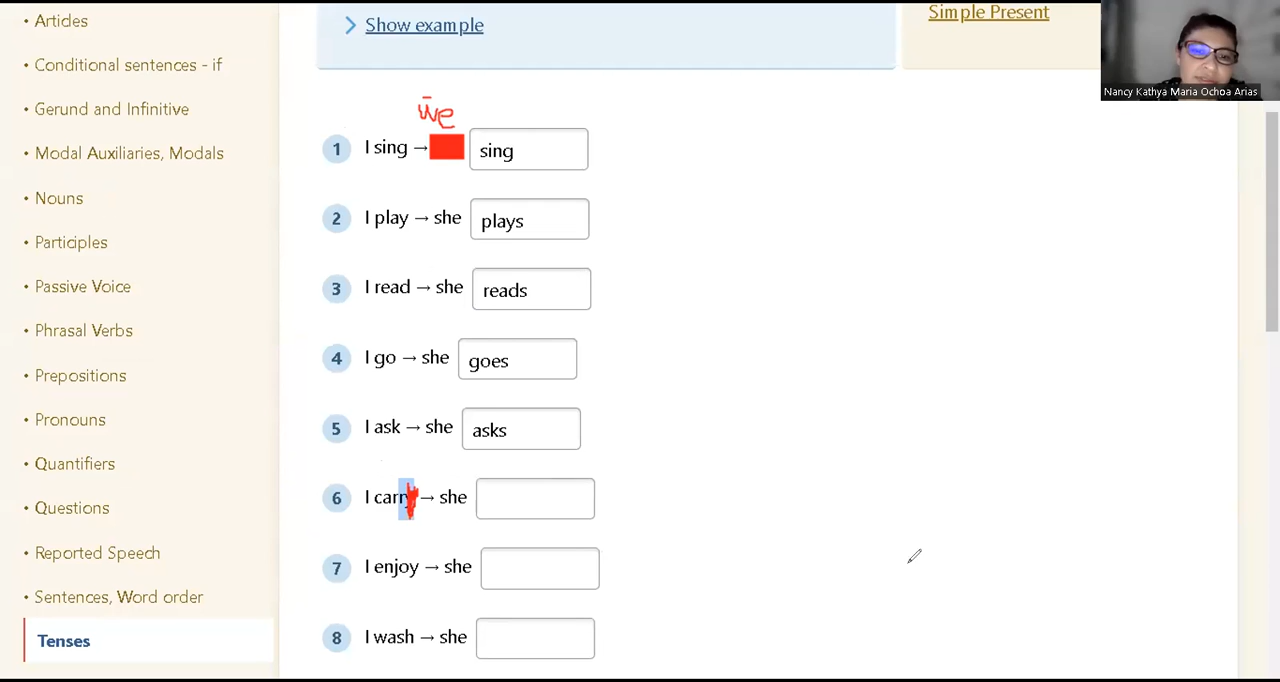 • Articles
• Conditional sentences - if
• Gerund and Infinitive
• Modal Auxiliaries, Modals
• Nouns
• Participles
• Passive Voice
• Phrasal Verbs
• Prepositions
• Pronouns
• Quantifiers
• Questions
• Reported Speech
• Sentences, Word order
Tenses
Show example
Simple Present
Nancy Kathya Maria Ochoa Arias
we
1 I sing → sing
2 I play → she plays
3 I read → she reads
4 I go → she goes
5 I ask → she asks
6 I carry → she
7 I enjoy → she
8 I wash → she